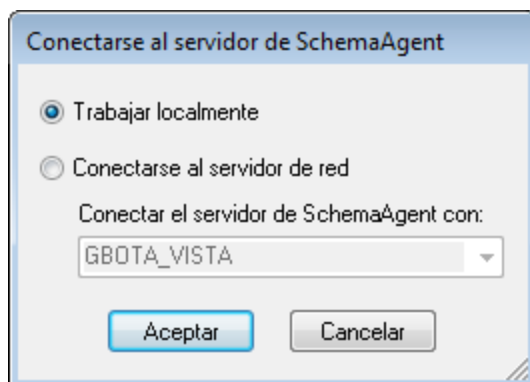 Conectarse al servidor de SchemaAgent
Trabajar localmente
Conectarse al servidor de red
Conectar el servidor de SchemaAgent con:
GBOTA_VISTA
Aceptar Cancelar